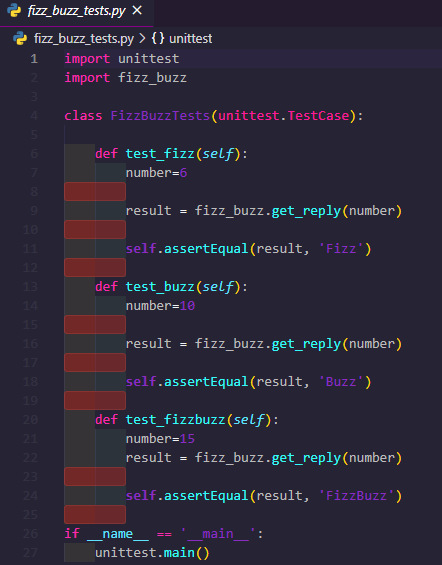 fizz_buzz_tests.py ×
fizz_buzz_tests.py > {} unittest
1 import unittest
2 import fizz_buzz
3
4 class FizzBuzzTests(unittest.TestCase):
5
6     def test_fizz(self):
7         number=6
8
9         result = fizz_buzz.get_reply(number)
10
11         self.assertEqual(result, 'Fizz')
12
13     def test_buzz(self):
14         number=10
15
16         result = fizz_buzz.get_reply(number)
17
18         self.assertEqual(result, 'Buzz')
19
20     def test_fizzbuzz(self):
21         number=15
22         result = fizz_buzz.get_reply(number)
23
24         self.assertEqual(result, 'FizzBuzz')
25
26 if __name__ == '__main__':
27     unittest.main()